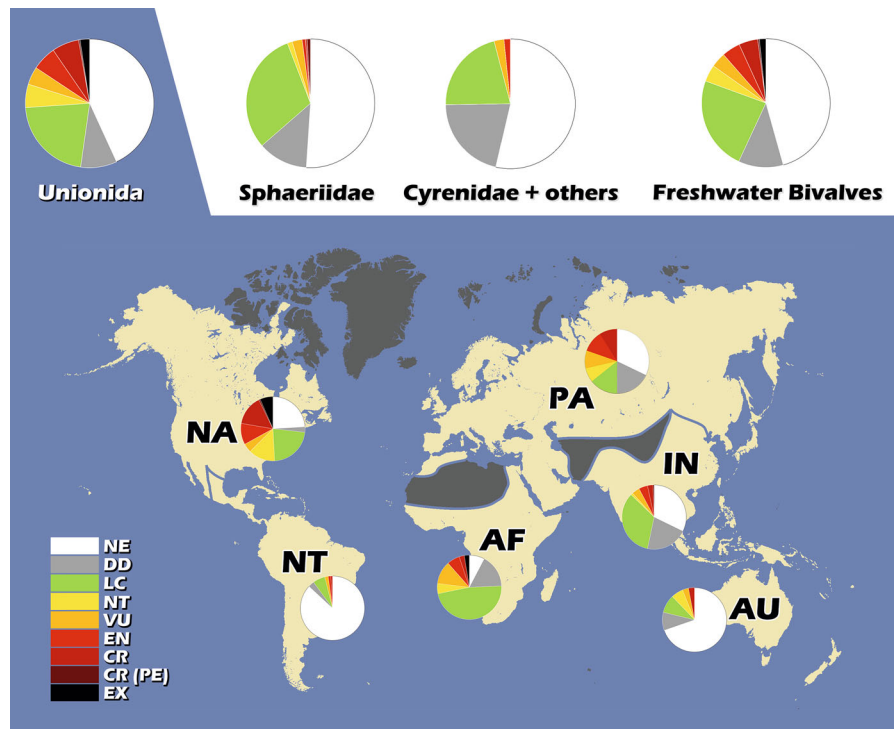 Unionida
Sphaeriidae
Cyrenidae + others
Freshwater Bivalves
PA
NA
IN
AF
NT
AU
NE
DD
LC
NT
VU
EN
CR
CR (PE)
EX